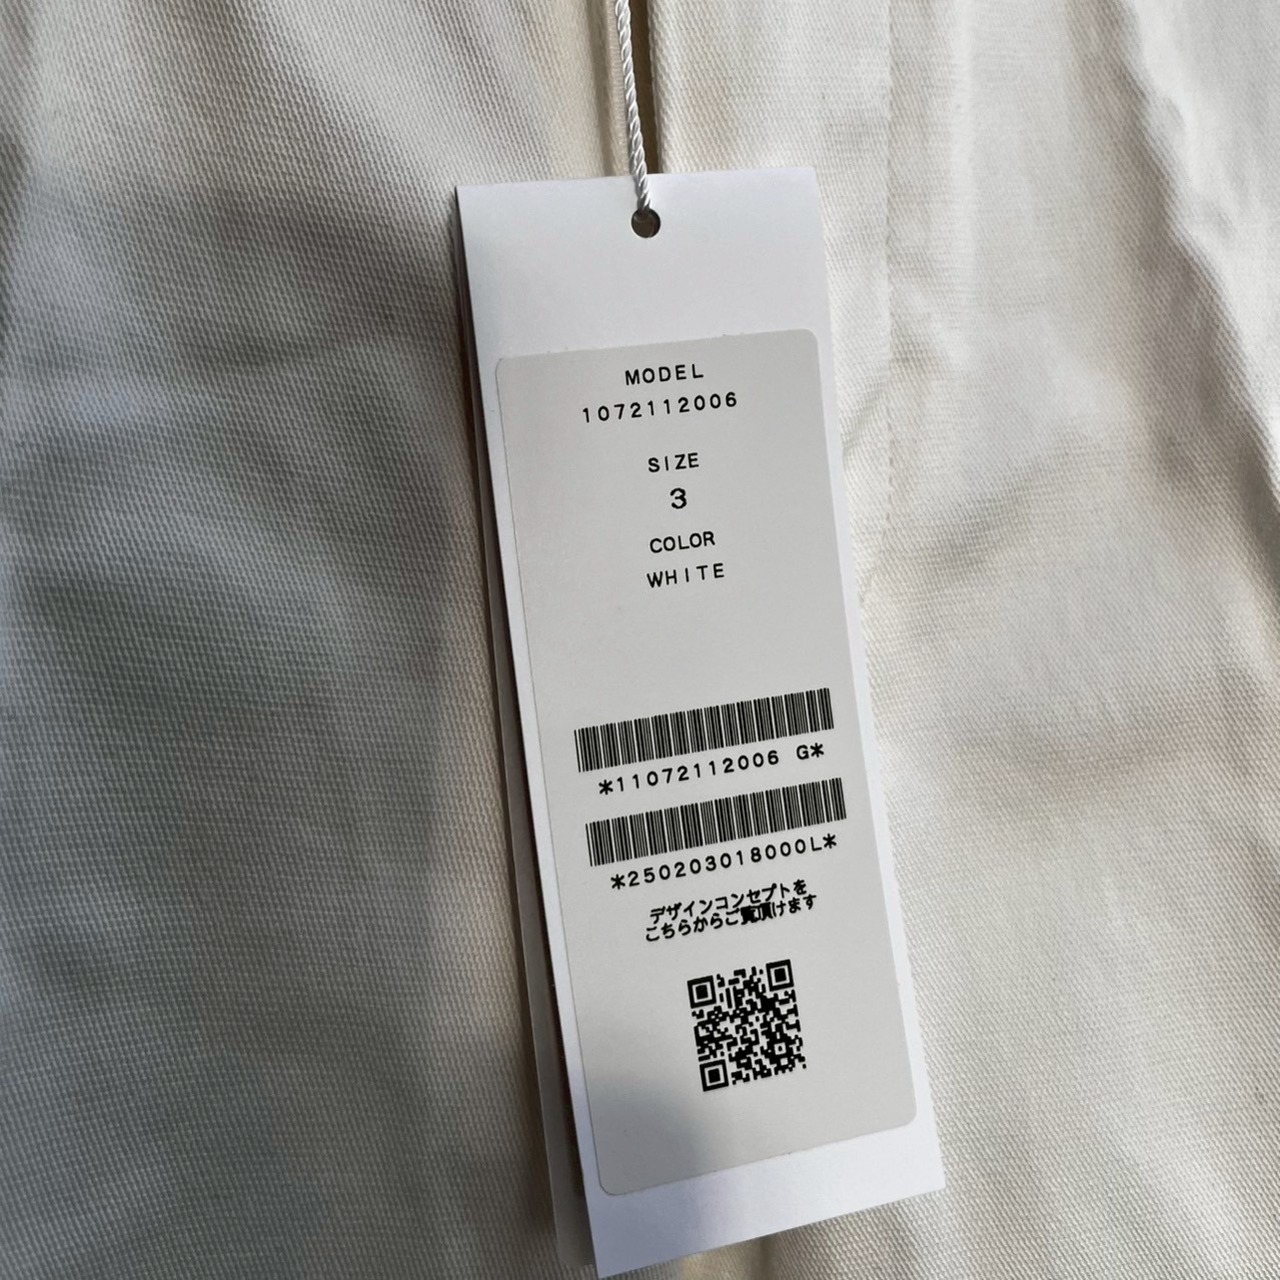 MODEL
1072112006
SIZE
3
COLOR
WHITE
*11072112006 G*
*250203018000L*
デザインコンセプトを
こちらからご覧頂けます